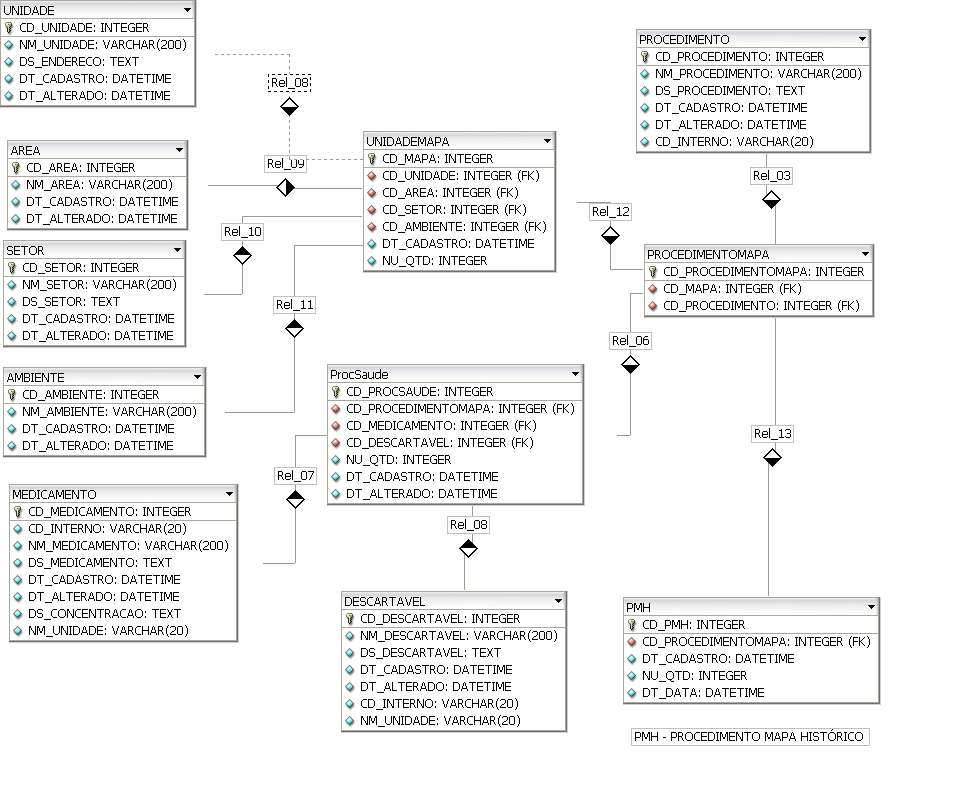 UNIDADE
CD_UNIDADE: INTEGER
NM_UNIDADE: VARCHAR(200)
DS_ENDERECO: TEXT
DT_CADASTRO: DATETIME
DT_ALTERADO: DATETIME
Rel_08
PROCEDIMENTO
CD_PROCEDIMENTO: INTEGER
NM_PROCEDIMENTO: VARCHAR(200)
DS_PROCEDIMENTO: TEXT
DT_CADASTRO: DATETIME
DT_ALTERADO: DATETIME
CD_INTERNO: VARCHAR(20)
AREA
CD_AREA: INTEGER
NM_AREA: VARCHAR(200)
DT_CADASTRO: DATETIME
DT_ALTERADO: DATETIME
Rel_09
UNIDADEMAPA
CD_MAPA: INTEGER
CD_UNIDADE: INTEGER (FK)
CD_AREA: INTEGER (FK)
CD_SETOR: INTEGER (FK)
CD_AMBIENTE: INTEGER (FK)
DT_CADASTRO: DATETIME
NU_QTD: INTEGER
Rel_03
Rel_12
Rel_10
SETOR
CD_SETOR: INTEGER
NM_SETOR: VARCHAR(200)
DS_SETOR: TEXT
DT_CADASTRO: DATETIME
DT_ALTERADO: DATETIME
PROCEDIMENTOMAPA
CD_PROCEDIMENTOMAPA: INTEGER
CD_MAPA: INTEGER (FK)
CD_PROCEDIMENTO: INTEGER (FK)
Rel_11
Rel_06
AMBIENTE
CD_AMBIENTE: INTEGER
NM_AMBIENTE: VARCHAR(200)
DT_CADASTRO: DATETIME
DT_ALTERADO: DATETIME
ProcSaude
CD_PROCSAUDE: INTEGER
CD_PROCEDIMENTOMAPA: INTEGER (FK)
CD_MEDICAMENTO: INTEGER (FK)
CD_DESCARTAVEL: INTEGER (FK)
NU_QTD: INTEGER
DT_CADASTRO: DATETIME
DT_ALTERADO: DATETIME
Rel_13
Rel_07
MEDICAMENTO
CD_MEDICAMENTO: INTEGER
CD_INTERNO: VARCHAR(20)
NM_MEDICAMENTO: VARCHAR(200)
DS_MEDICAMENTO: TEXT
DT_CADASTRO: DATETIME
DT_ALTERADO: DATETIME
DS_CONCENTRACAO: TEXT
NM_UNIDADE: VARCHAR(20)
Rel_08
DESCARTAVEL
CD_DESCARTAVEL: INTEGER
NM_DESCARTAVEL: VARCHAR(200)
DS_DESCARTAVEL: TEXT
DT_CADASTRO: DATETIME
DT_ALTERADO: DATETIME
CD_INTERNO: VARCHAR(20)
NM_UNIDADE: VARCHAR(20)
PMH
CD_PMH: INTEGER
CD_PROCEDIMENTOMAPA: INTEGER (FK)
DT_CADASTRO: DATETIME
NU_QTD: INTEGER
DT_DATA: DATETIME
PMH - PROCEDIMENTO MAPA HISTÓRICO